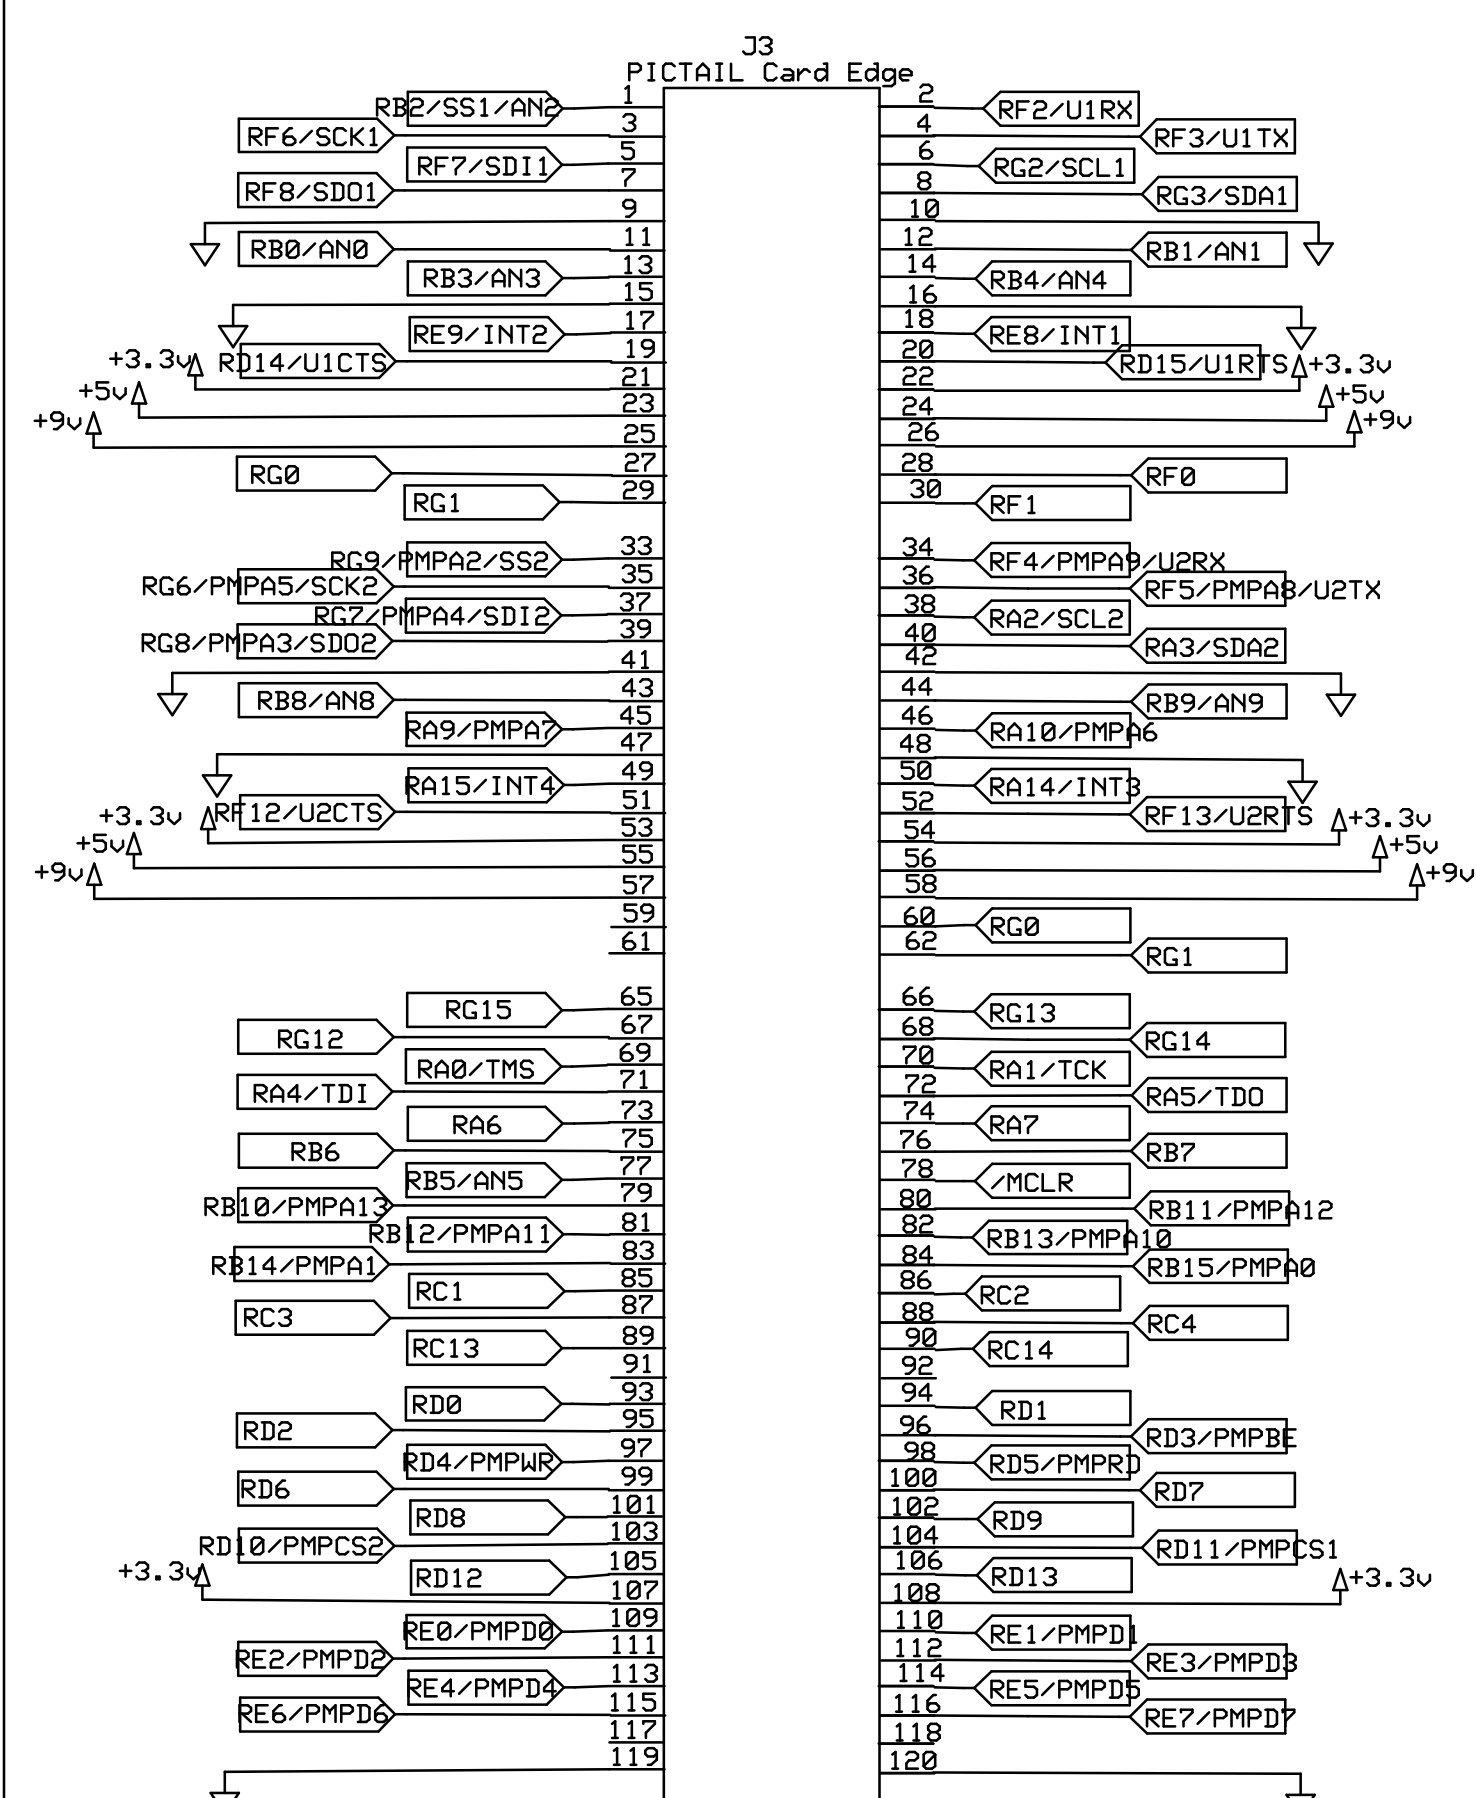 J3
PICTAIL Card Edge
RB2/SS1/AN2 1 2 RF2/U1RX
RF6/SCK1 3 4 RF3/U1TX
RF7/SDI1 5 6 RG2/SCL1
RF8/SDO1 7 8 RG3/SDA1
9 10
RB0/AN0 11 12 RB1/AN1
RB3/AN3 13 14 RB4/AN4
15 16
RE9/INT2 17 18 RE8/INT1
RD14/U1CTS 19 20 RD15/U1RTS
+3.3v 21 22 +3.3v
+5v 23 24 +5v
+9v 25 26 +9v
RG0 27 28 RF0
RG1 29 30 RF1
RG9/PMPA2/SS2 33 34 RF4/PMPA9/U2RX
RG6/PMPA5/SCK2 35 36 RF5/PMPA8/U2TX
RG7/PMPA4/SDI2 37 38 RA2/SCL2
RG8/PMPA3/SDO2 39 40 RA3/SDA2
41 42
RB8/AN8 43 44 RB9/AN9
RA9/PMPA7 45 46 RA10/PMPA6
47 48
RA15/INT4 49 50 RA14/INT3
RF12/U2CTS 51 52 RF13/U2RTS
+3.3v 53 54 +3.3v
+5v 55 56 +5v
+9v 57 58 +9v
59 60 RG0
61 62 RG1
RG15 65 66 RG13
RG12 67 68 RG14
RA0/TMS 69 70 RA1/TCK
RA4/TDI 71 72 RA5/TDO
RA6 73 74 RA7
RB6 75 76 RB7
RB5/AN5 77 78 /MCLR
RB10/PMPA13 79 80 RB11/PMPA12
RB12/PMPA11 81 82 RB13/PMPA10
RB14/PMPA1 83 84 RB15/PMPA0
RC1 85 86 RC2
RC3 87 88 RC4
RC13 89 90 RC14
91 92
RD0 93 94 RD1
RD2 95 96 RD3/PMPBE
RD4/PMPWR 97 98 RD5/PMPRD
RD6 99 100 RD7
RD8 101 102 RD9
RD10/PMPCS2 103 104 RD11/PMPCS1
RD12 105 106 RD13
+3.3v 107 108 +3.3v
RE0/PMPD0 109 110 RE1/PMPD1
RE2/PMPD2 111 112 RE3/PMPD3
RE4/PMPD4 113 114 RE5/PMPD5
RE6/PMPD6 115 116 RE7/PMPD7
117 118
119 120